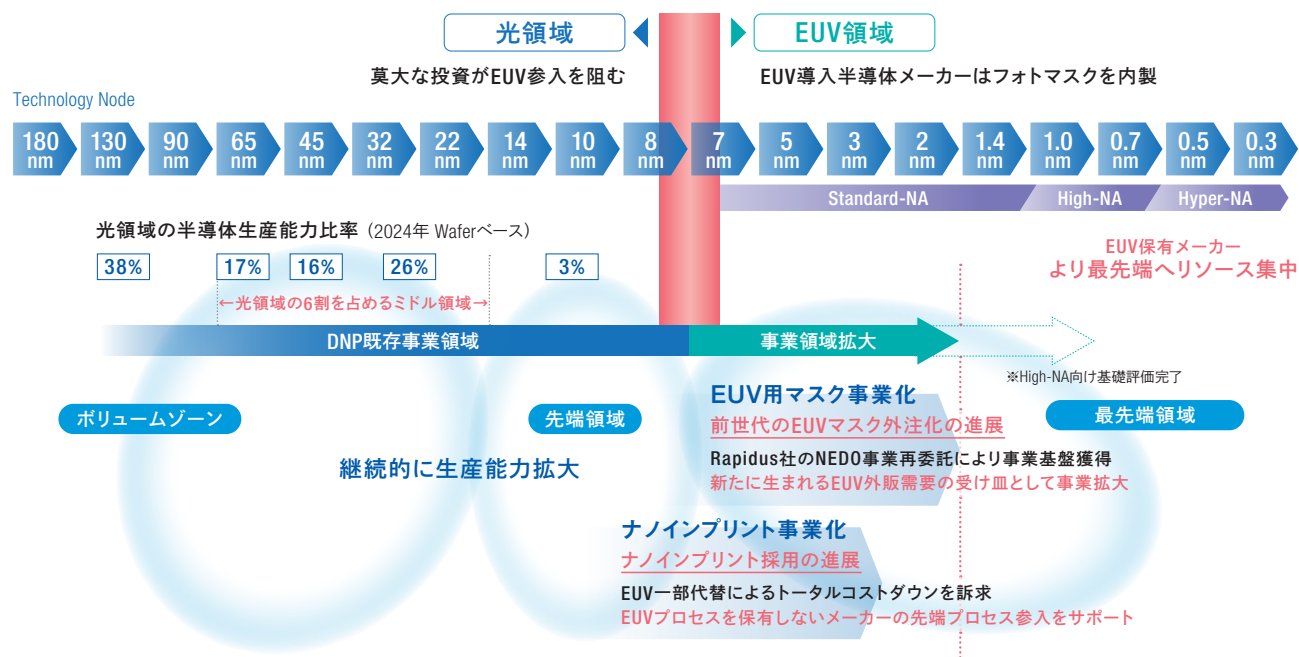 光領域
EUV領域
莫大な投資がEUV参入を阻む
EUV導入半導体メーカーはフォトマスクを内製
Technology Node
180 nm
130 nm
90 nm
65 nm
45 nm
32 nm
22 nm
14 nm
10 nm
8 nm
7 nm
5 nm
3 nm
2 nm
1.4 nm
1.0 nm
0.7 nm
0.5 nm
0.3 nm
Standard-NA
High-NA
Hyper-NA
光領域の半導体生産能力比率（2024年 Waferベース）
38%
17%
16%
26%
3%
←光領域の6割を占めるミドル領域→
EUV保有メーカー
より最先端へリソース集中
DNP既存事業領域
事業領域拡大
※High-NA向け基礎評価完了
ボリュームゾーン
先端領域
最先端領域
継続的に生産能力拡大
EUV用マスク事業化
前世代のEUVマスク外注化の進展
Rapidus社のNEDO事業再委託により事業基盤獲得
新たに生まれるEUV外販需要の受け皿として事業拡大
ナノインプリント事業化
ナノインプリント採用の進展
EUV一部代替によるトータルコストダウンを訴求
EUVプロセスを保有しないメーカーの先端プロセス参入をサポート